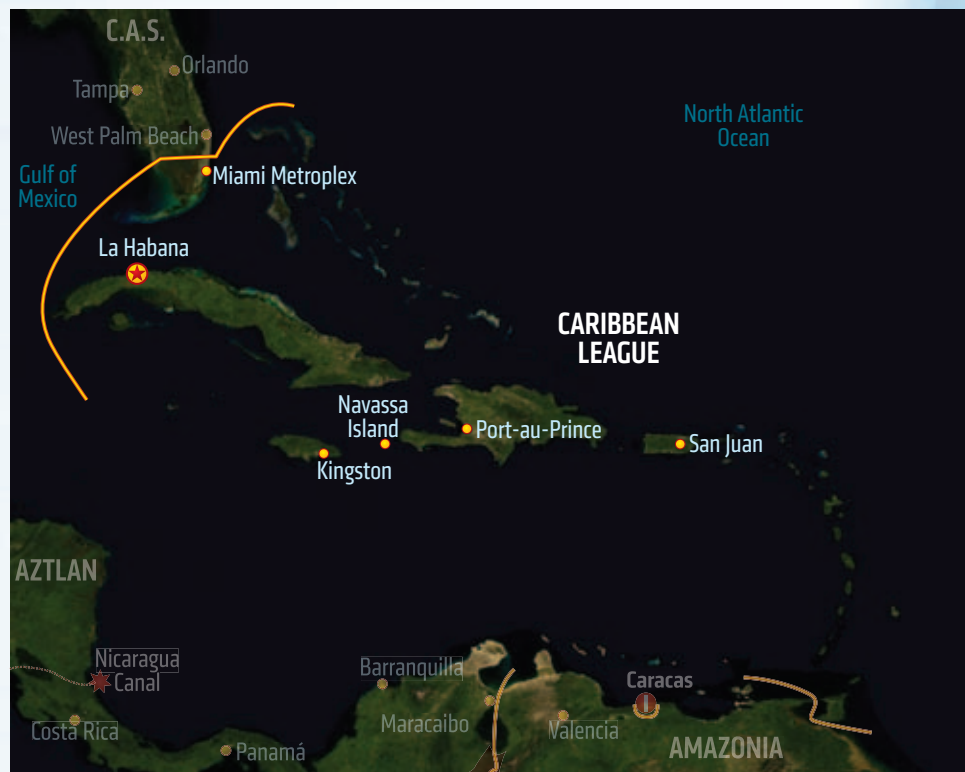 C.A.S.
Orlando
Tampa
North Atlantic
Ocean
West Palm Beach
Gulf of
Mexico
Miami Metroplex
La Habana
CARIBBEAN
LEAGUE
Navassa
Island
Port-au-Prince
San Juan
Kingston
AZTLAN
Nicaragua
Canal
Barranquilla
Caracas
Maracaibo
Valencia
Costa Rica
Panamá
AMAZONIA